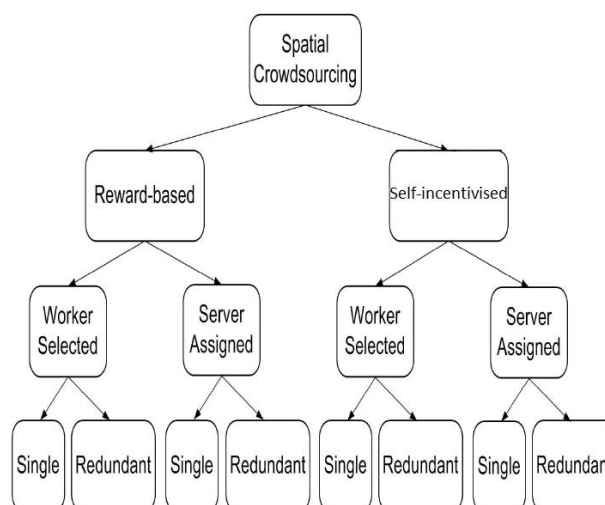 Spatial
Crowdsourcing
Reward-based
Self-incentivised
Worker
Selected
Server
Assigned
Worker
Selected
Server
Assigned
Single
Redundant
Single
Redundant
Single
Redundant
Single
Redundant